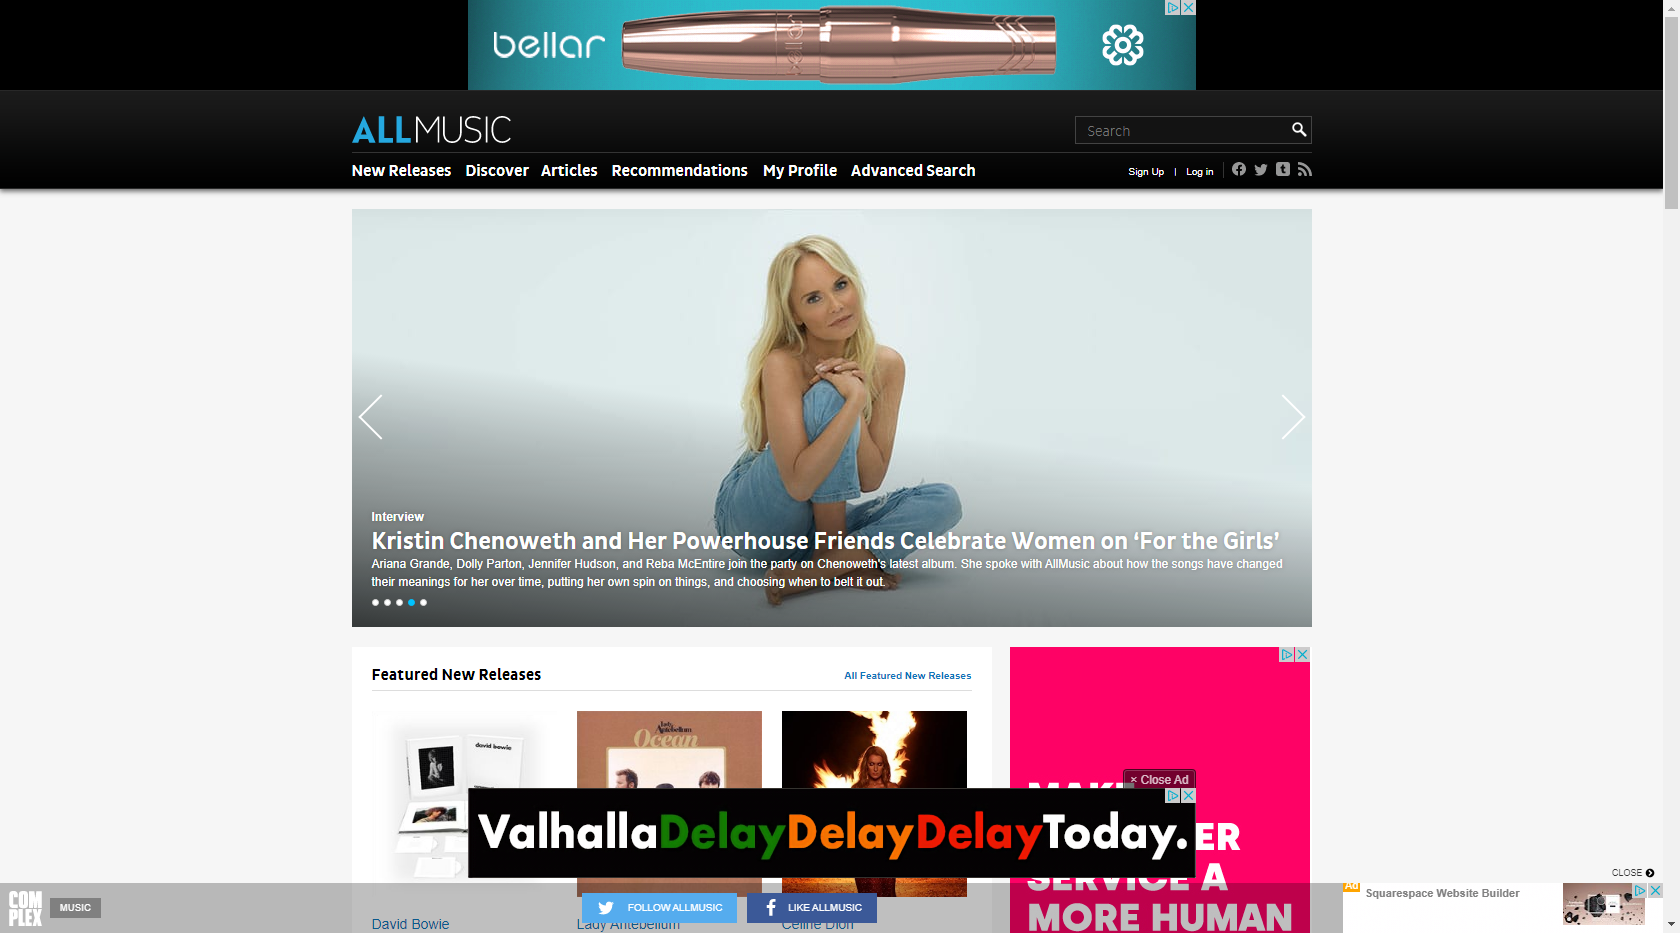 bellar
bellar
ALLMUSIC
Search
New Releases Discover Articles Recommendations My Profile Advanced Search
Sign Up | Log in
Interview
Kristin Chenoweth and Her Powerhouse Friends Celebrate Women on ‘For the Girls’
Ariana Grande, Dolly Parton, Jennifer Hudson, and Reba McEntire join the party on Chenoweth's latest album. She spoke with AllMusic about how the songs have changed
their meanings for her over time, putting her own spin on things, and choosing when to belt it out.
Featured New Releases
All Featured New Releases
david bowie
Lady Antebellum
Ocean
× Close Ad
ValhallaDelayDelayDelayToday.
ER
SERVICE A
MORE HUMAN
CLOSE
COMPLEX
MUSIC
FOLLOW ALLMUSIC
LIKE ALLMUSIC
Ad
Squarespace Website Builder
David Bowie
Lady Antebellum
Celine Dion